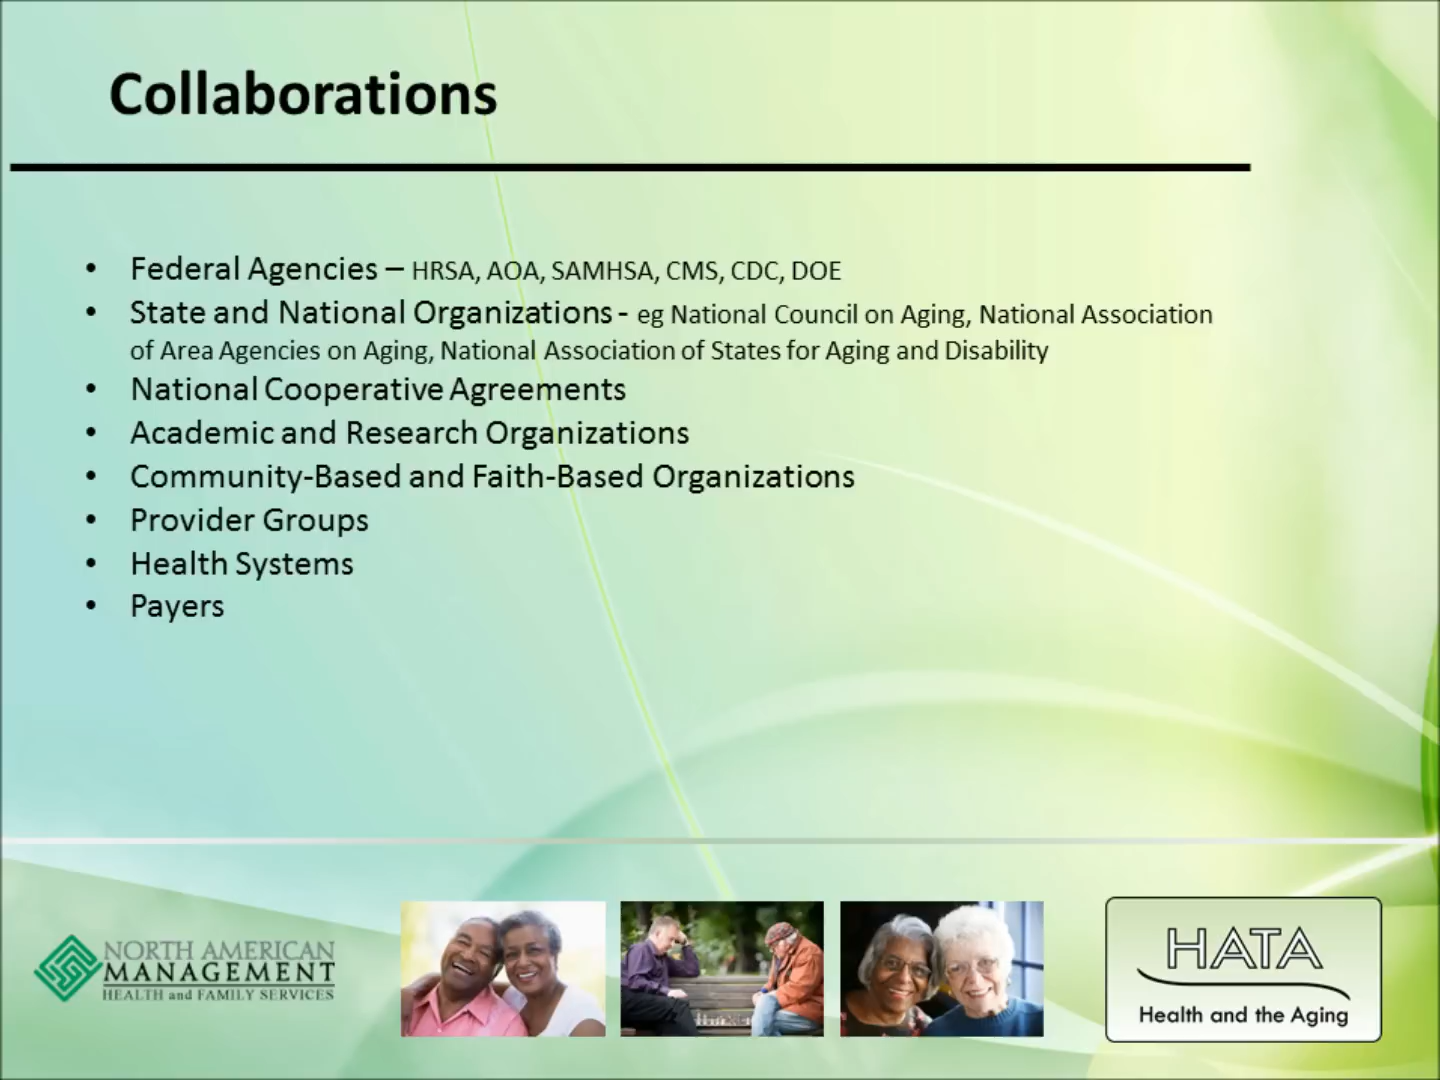 Collaborations
• Federal Agencies – HRSA, AOA, SAMHSA, CMS, CDC, DOE
• State and National Organizations - eg National Council on Aging, National Association
of Area Agencies on Aging, National Association of States for Aging and Disability
• National Cooperative Agreements
• Academic and Research Organizations
• Community-Based and Faith-Based Organizations
• Provider Groups
• Health Systems
• Payers
NORTH AMERICAN
MANAGEMENT
HEALTH and FAMILY SERVICES
HATA
Health and the Aging